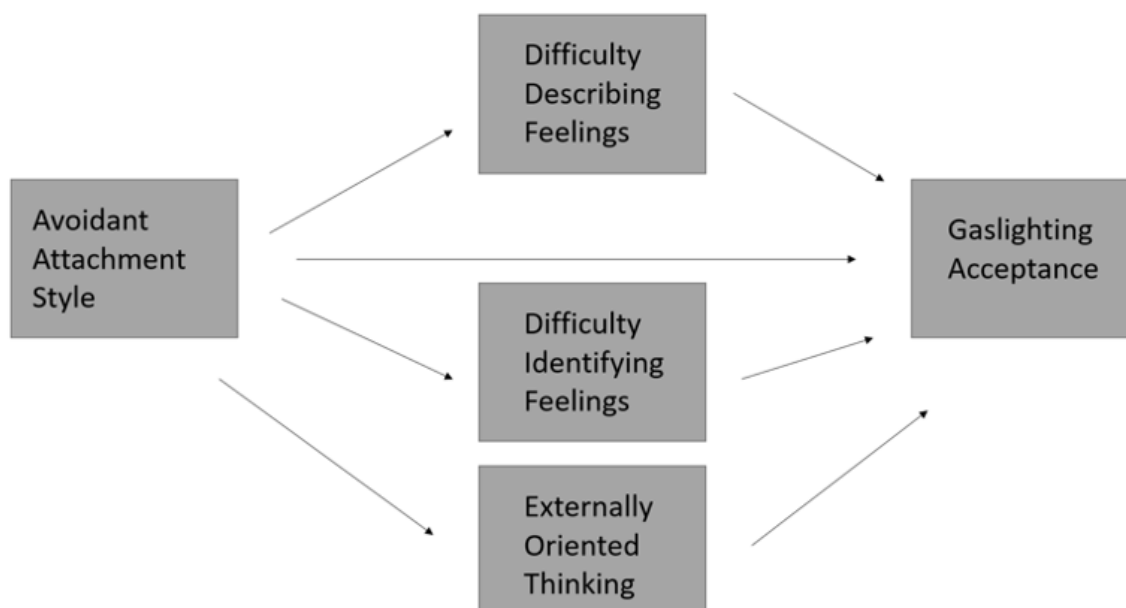 Difficulty
Describing
Feelings
Avoidant
Attachment
Style
Gaslighting
Acceptance
Difficulty
Identifying
Feelings
Externally
Oriented
Thinking